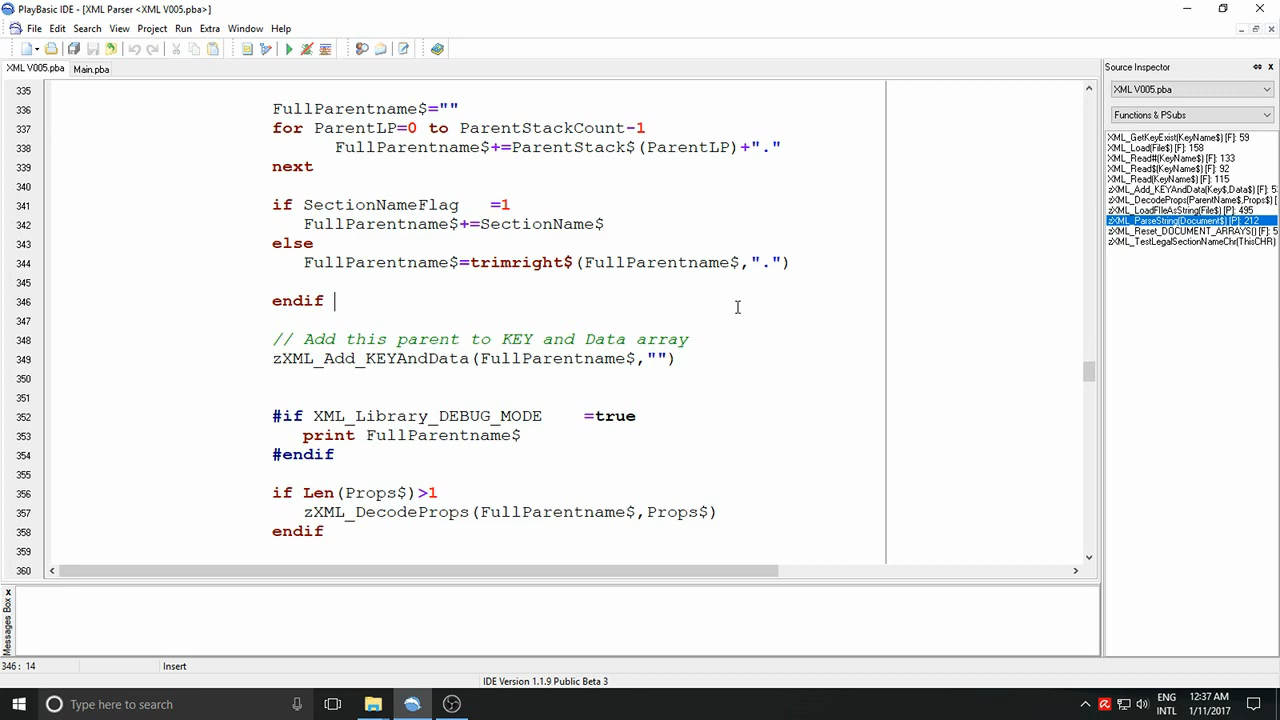 PlayBasic IDE - [XML Parser <XML V005.pba>]
File Edit Search View Project Run Extra Window Help
XML V005.pba Main.pba
335
336 FullParentname$=""
337 for ParentLP=0 to ParentStackCount-1
338 FullParentname$+=ParentStack$(ParentLP)+"."
339 next
340
341 if SectionNameFlag =1
342 FullParentname$+=SectionName$
343 else
344 FullParentname$=trimright$(FullParentname$,".")
345
346 endif
347
348 // Add this parent to KEY and Data array
349 zXML_Add_KEYAndData(FullParentname$,"")
350
351
352 #if XML_Library_DEBUG_MODE =true
353 print FullParentname$
354 #endif
355
356 if Len(Props$)>1
357 zXML_DecodeProps(FullParentname$,Props$)
358 endif
359
360
Source Inspector
XML V005.pba
Functions & PSubs
XML_GetKeyExist(KeyName$) [F]: 59
XML_Load(File$) [F]: 158
XML_Read#(KeyName$) [F]: 133
XML_Read$(KeyName$) [F]: 92
XML_Read(KeyName$) [F]: 115
zXML_Add_KEYAndData(Key$,Data$) [F]: 5
zXML_DecodeProps(ParentName$,Props$) [
zXML_LoadFileAsString(File$) [P]: 495
zXML_ParseString(Document$) [P]: 212
zXML_Reset_DOCUMENT_ARRAYS() [F]: 5
zXML_TestLegalSectionNameChr(ThisCHR)
Messages Box
346: 14 Insert
IDE Version 1.1.9 Public Beta 3
Type here to search
ENG
INTL
12:37 AM
1/11/2017